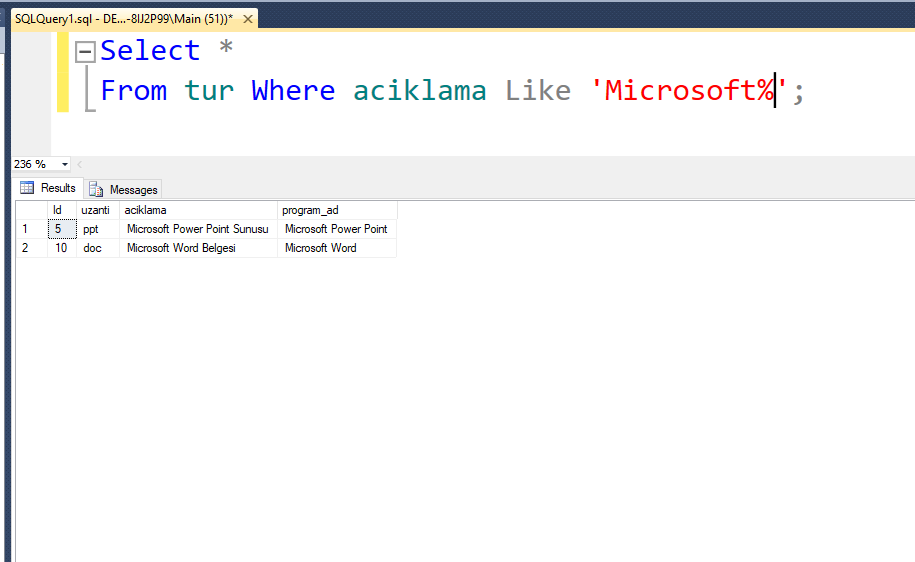 SQLQuery1.sql - DE...-8IJ2P99\Main (51))*
Select *
From tur Where aciklama Like 'Microsoft%';
236 %
Results Messages
Id uzanti aciklama program_ad
1 5 ppt Microsoft Power Point Sunusu Microsoft Power Point
2 10 doc Microsoft Word Belgesi Microsoft Word